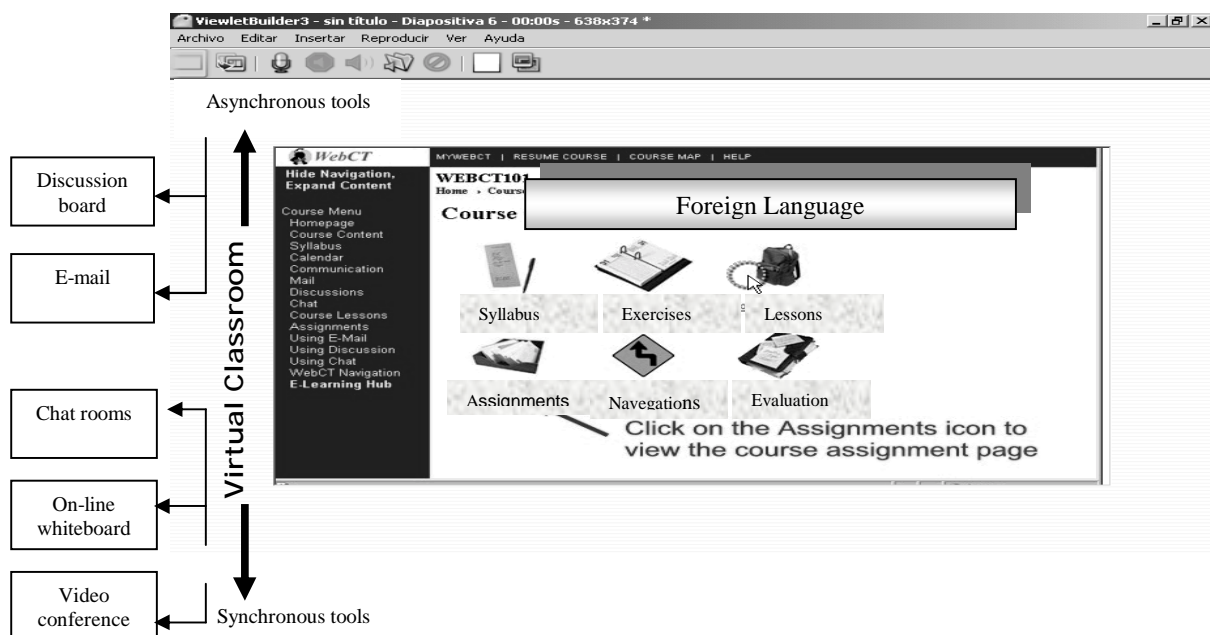 ViewletBuilder3 - sin título - Diapositiva 6 - 00:00s - 638x374 *
Archivo Editar Insertar Reproducir Ver Ayuda
Asynchronous tools
Discussion
board
E-mail
Chat rooms
On-line
whiteboard
Video
conference
Virtual Classroom
Synchronous tools
WebCT
MYWEBCT | RESUME COURSE | COURSE MAP | HELP
Hide Navigation,
Expand Content
Course Menu
Homepage
Course Content
Syllabus
Calendar
Communication
Mail
Discussions
Chat
Course Lessons
Assignments
Using E-Mail
Using Discussion
Using Chat
WebCT Navigation
E-Learning Hub
WEBCT101
Home › Cours
Course
Foreign Language
Syllabus Exercises Lessons
Assignments Navegations Evaluation
Click on the Assignments icon to
view the course assignment page